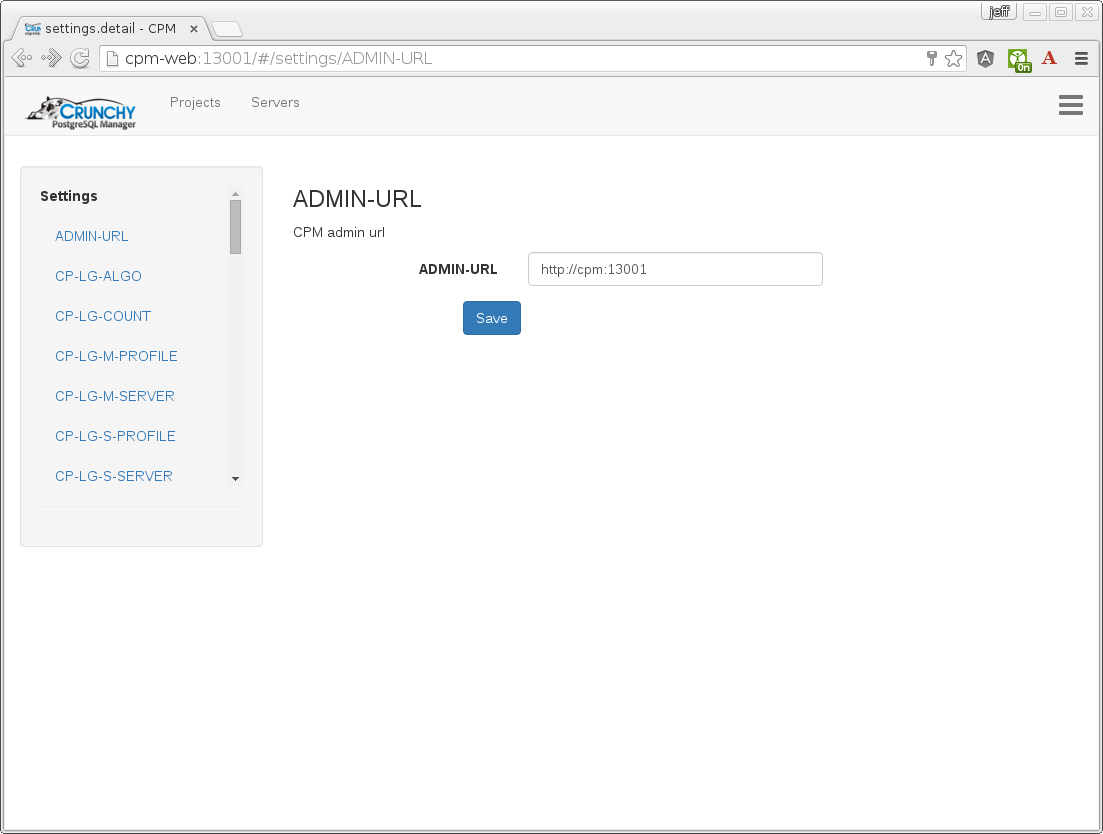 jeff
settings.detail - CPM
cpm-web:13001/#/settings/ADMIN-URL
A
On
A
CRUNCHY
PostgreSQL Manager
Projects
Servers
Settings
ADMIN-URL
CP-LG-ALGO
CP-LG-COUNT
CP-LG-M-PROFILE
CP-LG-M-SERVER
CP-LG-S-PROFILE
CP-LG-S-SERVER
ADMIN-URL
CPM admin url
ADMIN-URL
http://cpm:13001
Save